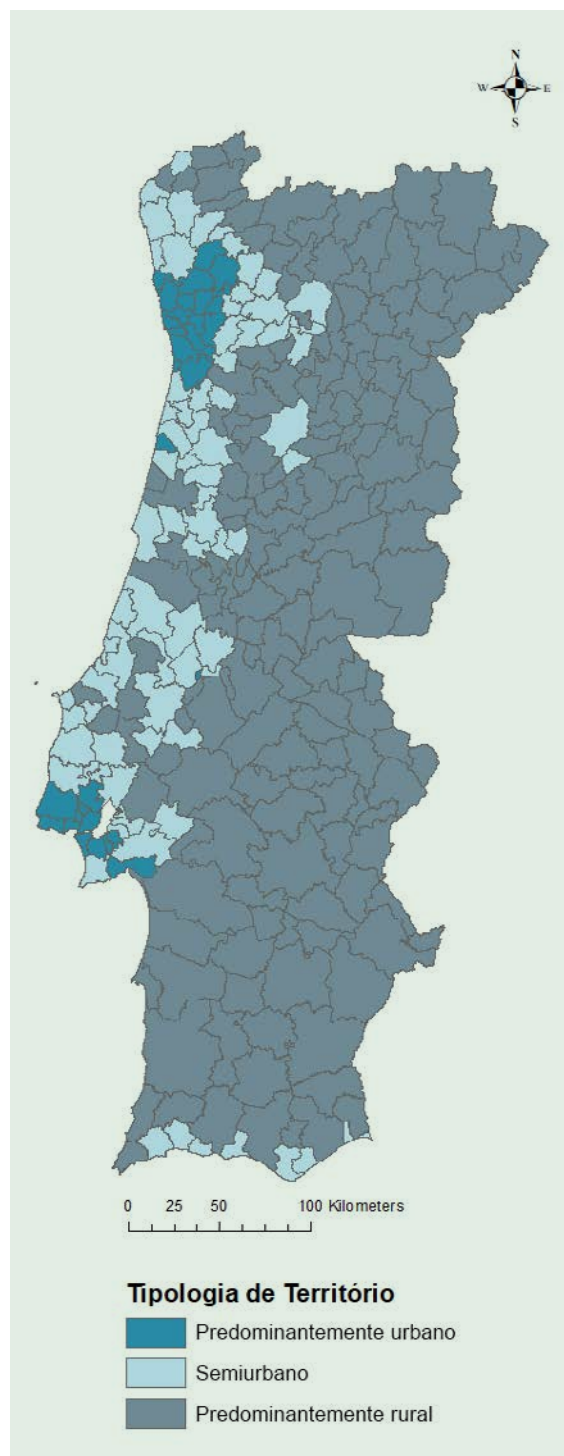 N
W E
S
0 25 50 100 Kilometers
Tipologia de Território
Predominantemente urbano
Semiurbano
Predominantemente rural